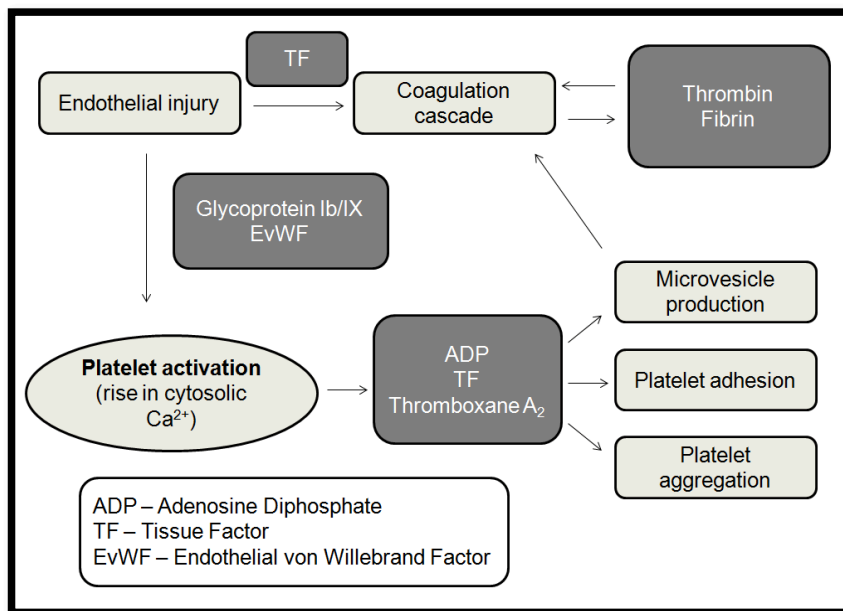 TF
Endothelial injury
Coagulation
cascade
Thrombin
Fibrin
Glycoprotein Ib/IX
EvWF
Microvesicle
production
Platelet activation
(rise in cytosolic
Ca²⁺)
ADP
TF
Thromboxane A₂
Platelet adhesion
Platelet
aggregation
ADP – Adenosine Diphosphate
TF – Tissue Factor
EvWF – Endothelial von Willebrand Factor